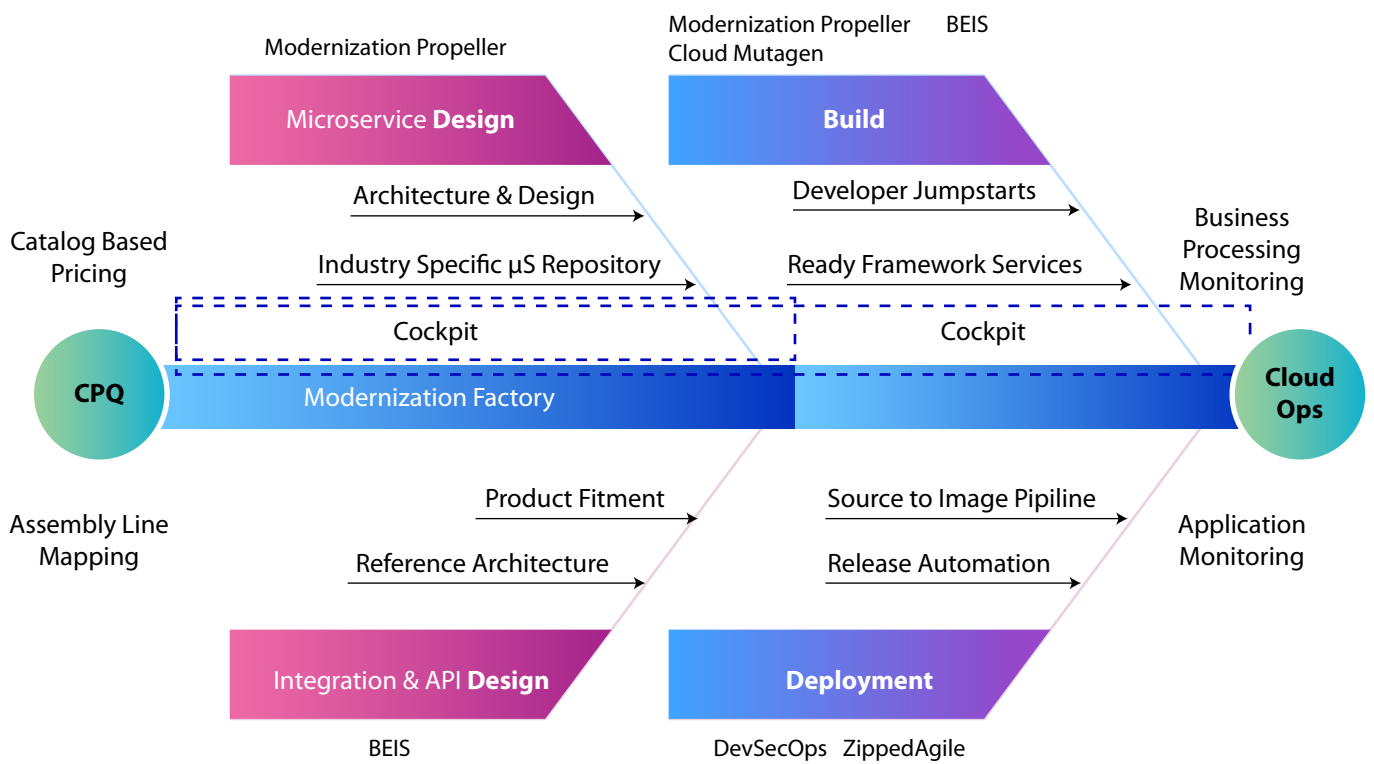 Modernization Propeller
Modernization Propeller BEIS
Cloud Mutagen
Microservice Design
Build
Architecture & Design
Developer Jumpstarts
Catalog Based
Pricing
Industry Specific µS Repository
Ready Framework Services
Business
Processing
Monitoring
Cockpit
Cockpit
CPQ
Modernization Factory
Cloud
Ops
Assembly Line
Mapping
Product Fitment
Source to Image Pipiline
Application
Monitoring
Reference Architecture
Release Automation
Integration & API Design
Deployment
BEIS
DevSecOps ZippedAgile